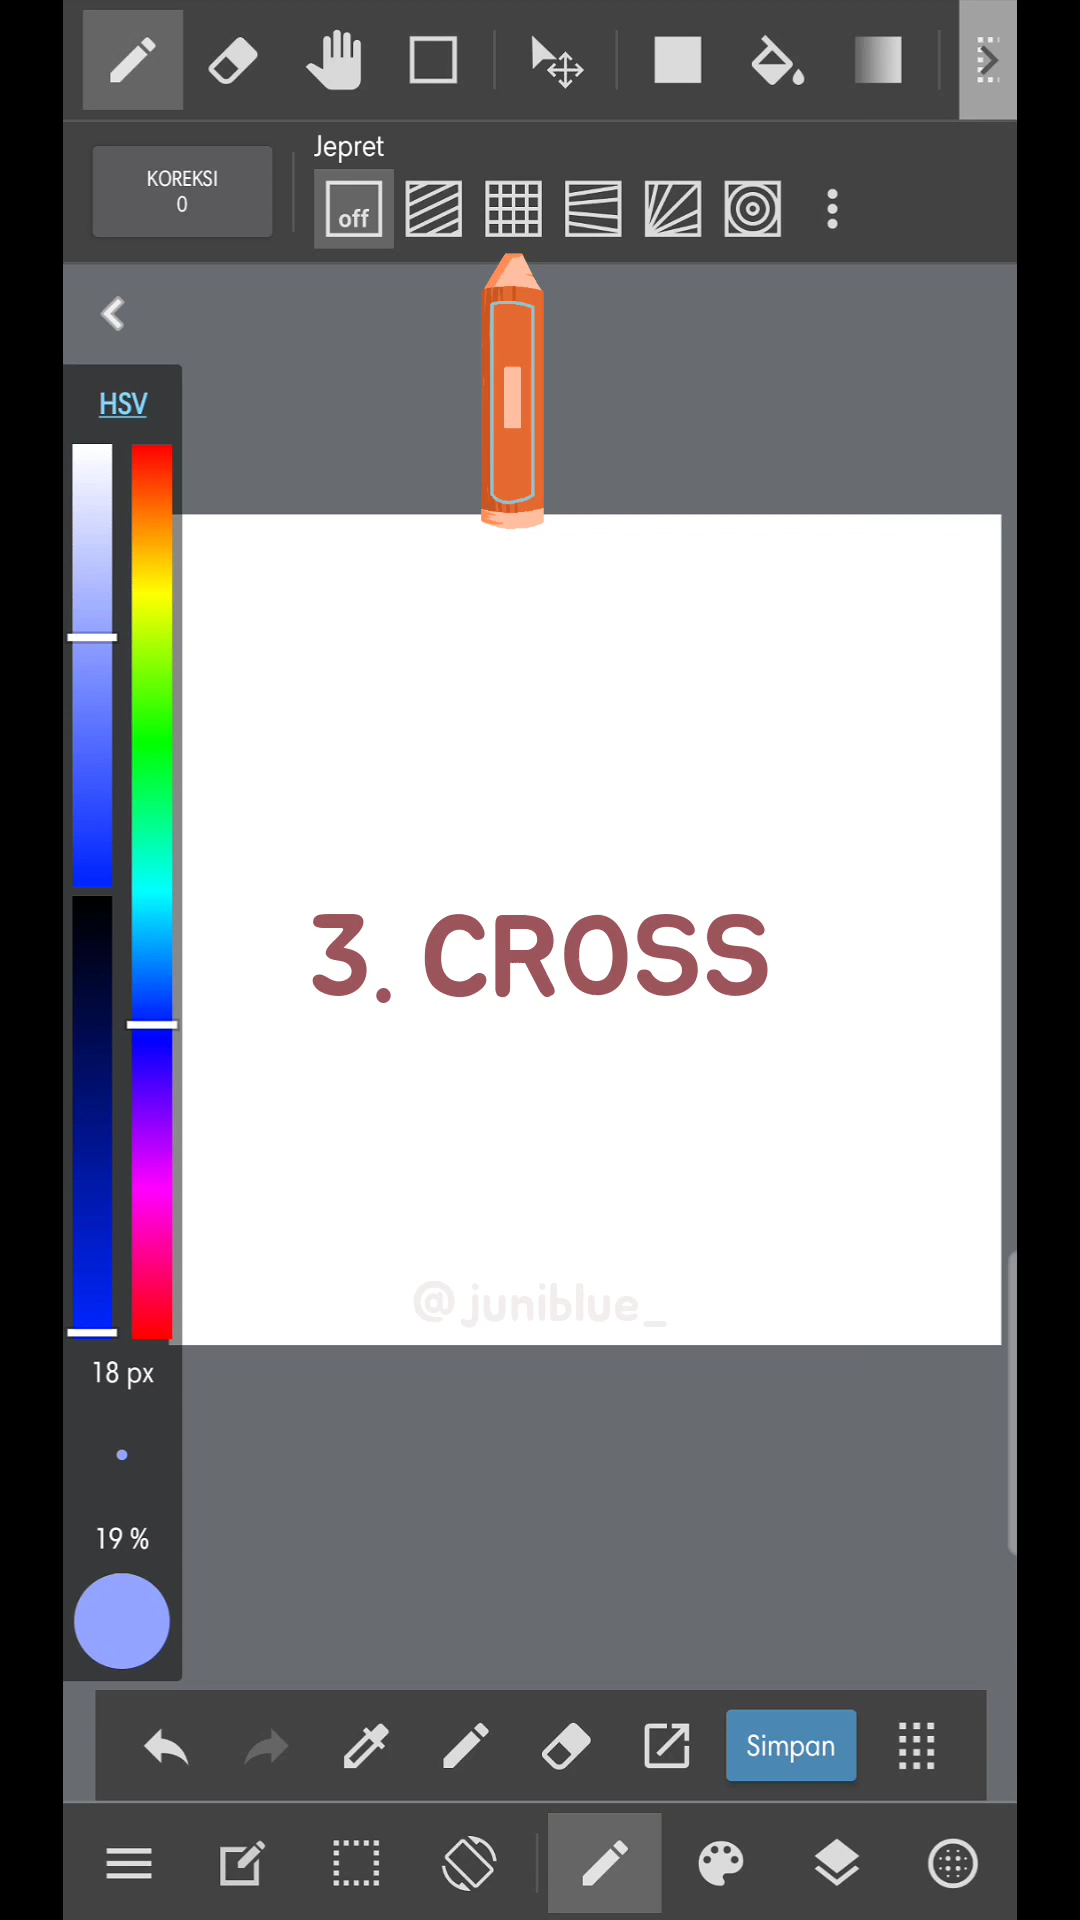 Jepret
KOREKSI
0
off
HSV
3. CROSS
@juniblue_
18 px
19 %
Simpan